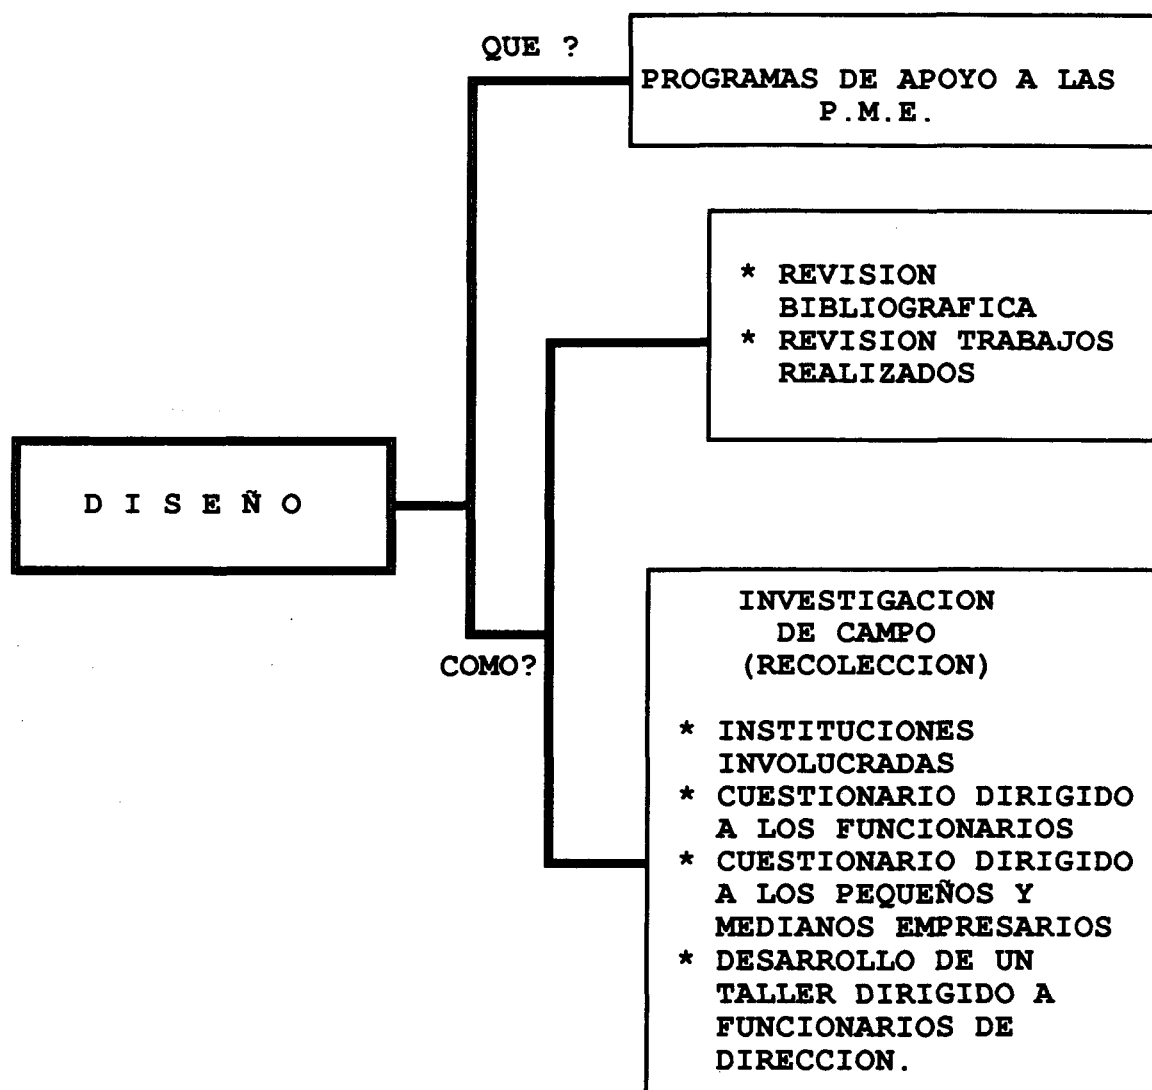 QUE ?
PROGRAMAS DE APOYO A LAS
P.M.E.
* REVISION
BIBLIOGRAFICA
* REVISION TRABAJOS
REALIZADOS
D I S E Ñ O
COMO?
INVESTIGACION
DE CAMPO
(RECOLECCION)
* INSTITUCIONES
INVOLUCRADAS
* CUESTIONARIO DIRIGIDO
A LOS FUNCIONARIOS
* CUESTIONARIO DIRIGIDO
A LOS PEQUEÑOS Y
MEDIANOS EMPRESARIOS
* DESARROLLO DE UN
TALLER DIRIGIDO A
FUNCIONARIOS DE
DIRECCION.